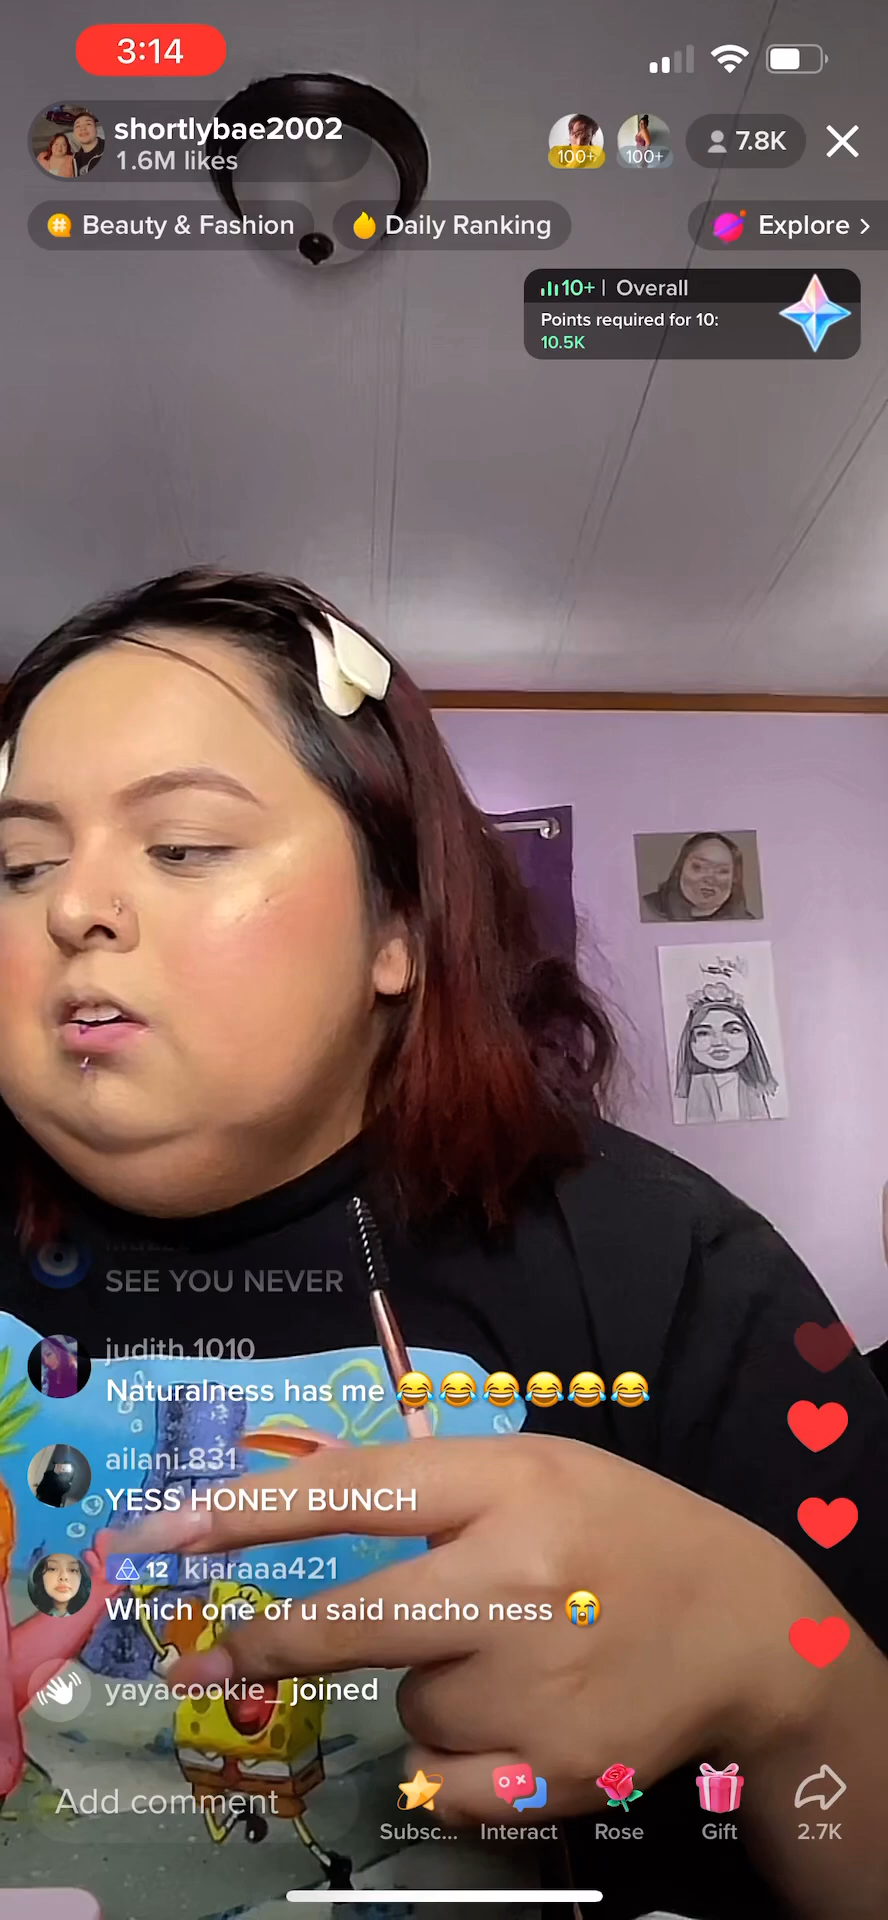 3:14
shortlybae2002
1.6M likes
100+
100+
7.8K
Beauty & Fashion
Daily Ranking
Explore >
10+ | Overall
Points required for 10:
10.5K
SEE YOU NEVER
judith.1010
Naturalness has me 😂😂😂😂😂😂
ailani.831
YESS HONEY BUNCH
12 kiaraaa421
Which one of u said nacho ness 😭
yayacookie_ joined
Add comment
Subsc...
Interact
Rose
Gift
2.7K